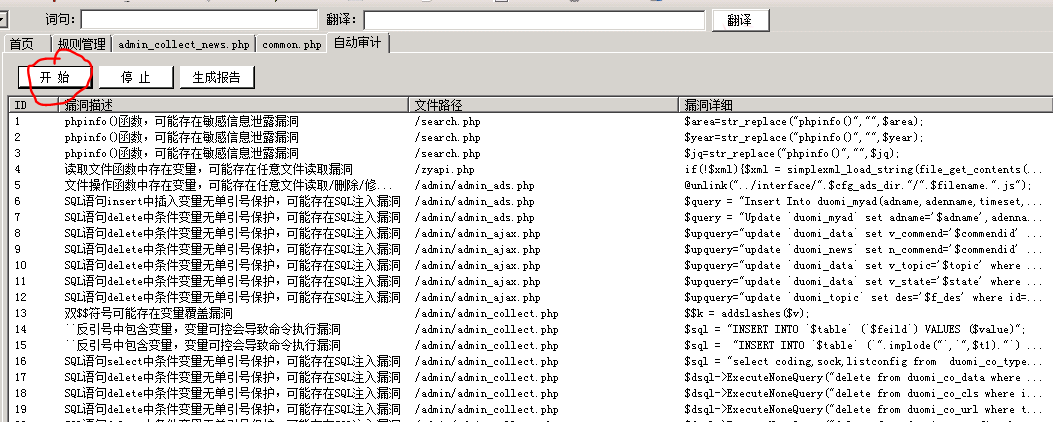 词句： 翻译： 翻译
首页 规则管理 admin_collect_news.php common.php 自动审计
开 始 停 止 生成报告
ID 漏洞描述 文件路径 漏洞详细
1 phpinfo()函数，可能存在敏感信息泄露漏洞 /search.php $area=str_replace("phpinfo()","",$area);
2 phpinfo()函数，可能存在敏感信息泄露漏洞 /search.php $year=str_replace("phpinfo()","",$year);
3 phpinfo()函数，可能存在敏感信息泄露漏洞 /search.php $jq=str_replace("phpinfo()","",$jq);
4 读取文件函数中存在变量，可能存在任意文件读取漏洞 /zyapi.php if(!$xml){$xml = simplexml_load_string(file_get_contents(...
5 文件操作函数中存在变量，可能存在任意文件读取/删除/修... /admin/admin_ads.php @unlink("../interface/".$cfg_ads_dir."/".$filename.".js");
6 SQL语句insert中插入变量无单引号保护，可能存在SQL注入漏洞 /admin/admin_ads.php $query = "Insert Into duomi_myad(adname,adenname,timeset,...
7 SQL语句delete中条件变量无单引号保护，可能存在SQL注入漏洞 /admin/admin_ads.php $query = "Update `duomi_myad` set adname='$adname',adenna...
8 SQL语句delete中条件变量无单引号保护，可能存在SQL注入漏洞 /admin/admin_ajax.php $upquery="update `duomi_data` set v_commend='$commendid' ...
9 SQL语句delete中条件变量无单引号保护，可能存在SQL注入漏洞 /admin/admin_ajax.php $upquery="update `duomi_news` set n_commend='$commendid' ...
10 SQL语句delete中条件变量无单引号保护，可能存在SQL注入漏洞 /admin/admin_ajax.php $upquery="update `duomi_data` set v_topic='$topic' where ...
11 SQL语句delete中条件变量无单引号保护，可能存在SQL注入漏洞 /admin/admin_ajax.php $upquery="update `duomi_data` set v_state='$state' where ...
12 SQL语句delete中条件变量无单引号保护，可能存在SQL注入漏洞 /admin/admin_ajax.php $upquery="update `duomi_topic` set des='$f_des' where id=...
13 双$$符号可能存在变量覆盖漏洞 /admin/admin_collect.php $$k = addslashes($v);
14 ``反引号中包含变量，变量可控会导致命令执行漏洞 /admin/admin_collect.php $sql = "INSERT INTO `$table` ($feild`) VALUES ($value)";
15 ``反引号中包含变量，变量可控会导致命令执行漏洞 /admin/admin_collect.php $sql = "INSERT INTO `$table` (`".implode("`,`",$t1)."`) ...
16 SQL语句select中条件变量无单引号保护，可能存在SQL注入漏洞 /admin/admin_collect.php $sql = "select coding,sock,listconfig from duomi_co_type...
17 SQL语句delete中条件变量无单引号保护，可能存在SQL注入漏洞 /admin/admin_collect.php $dsql->ExecuteNoneQuery("delete from duomi_co_data where ...
18 SQL语句delete中条件变量无单引号保护，可能存在SQL注入漏洞 /admin/admin_collect.php $dsql->ExecuteNoneQuery("delete from duomi_co_cls where i...
19 SQL语句delete中条件变量无单引号保护，可能存在SQL注入漏洞 /admin/admin_collect.php $dsql->ExecuteNoneQuery("delete from duomi_co_url where t...